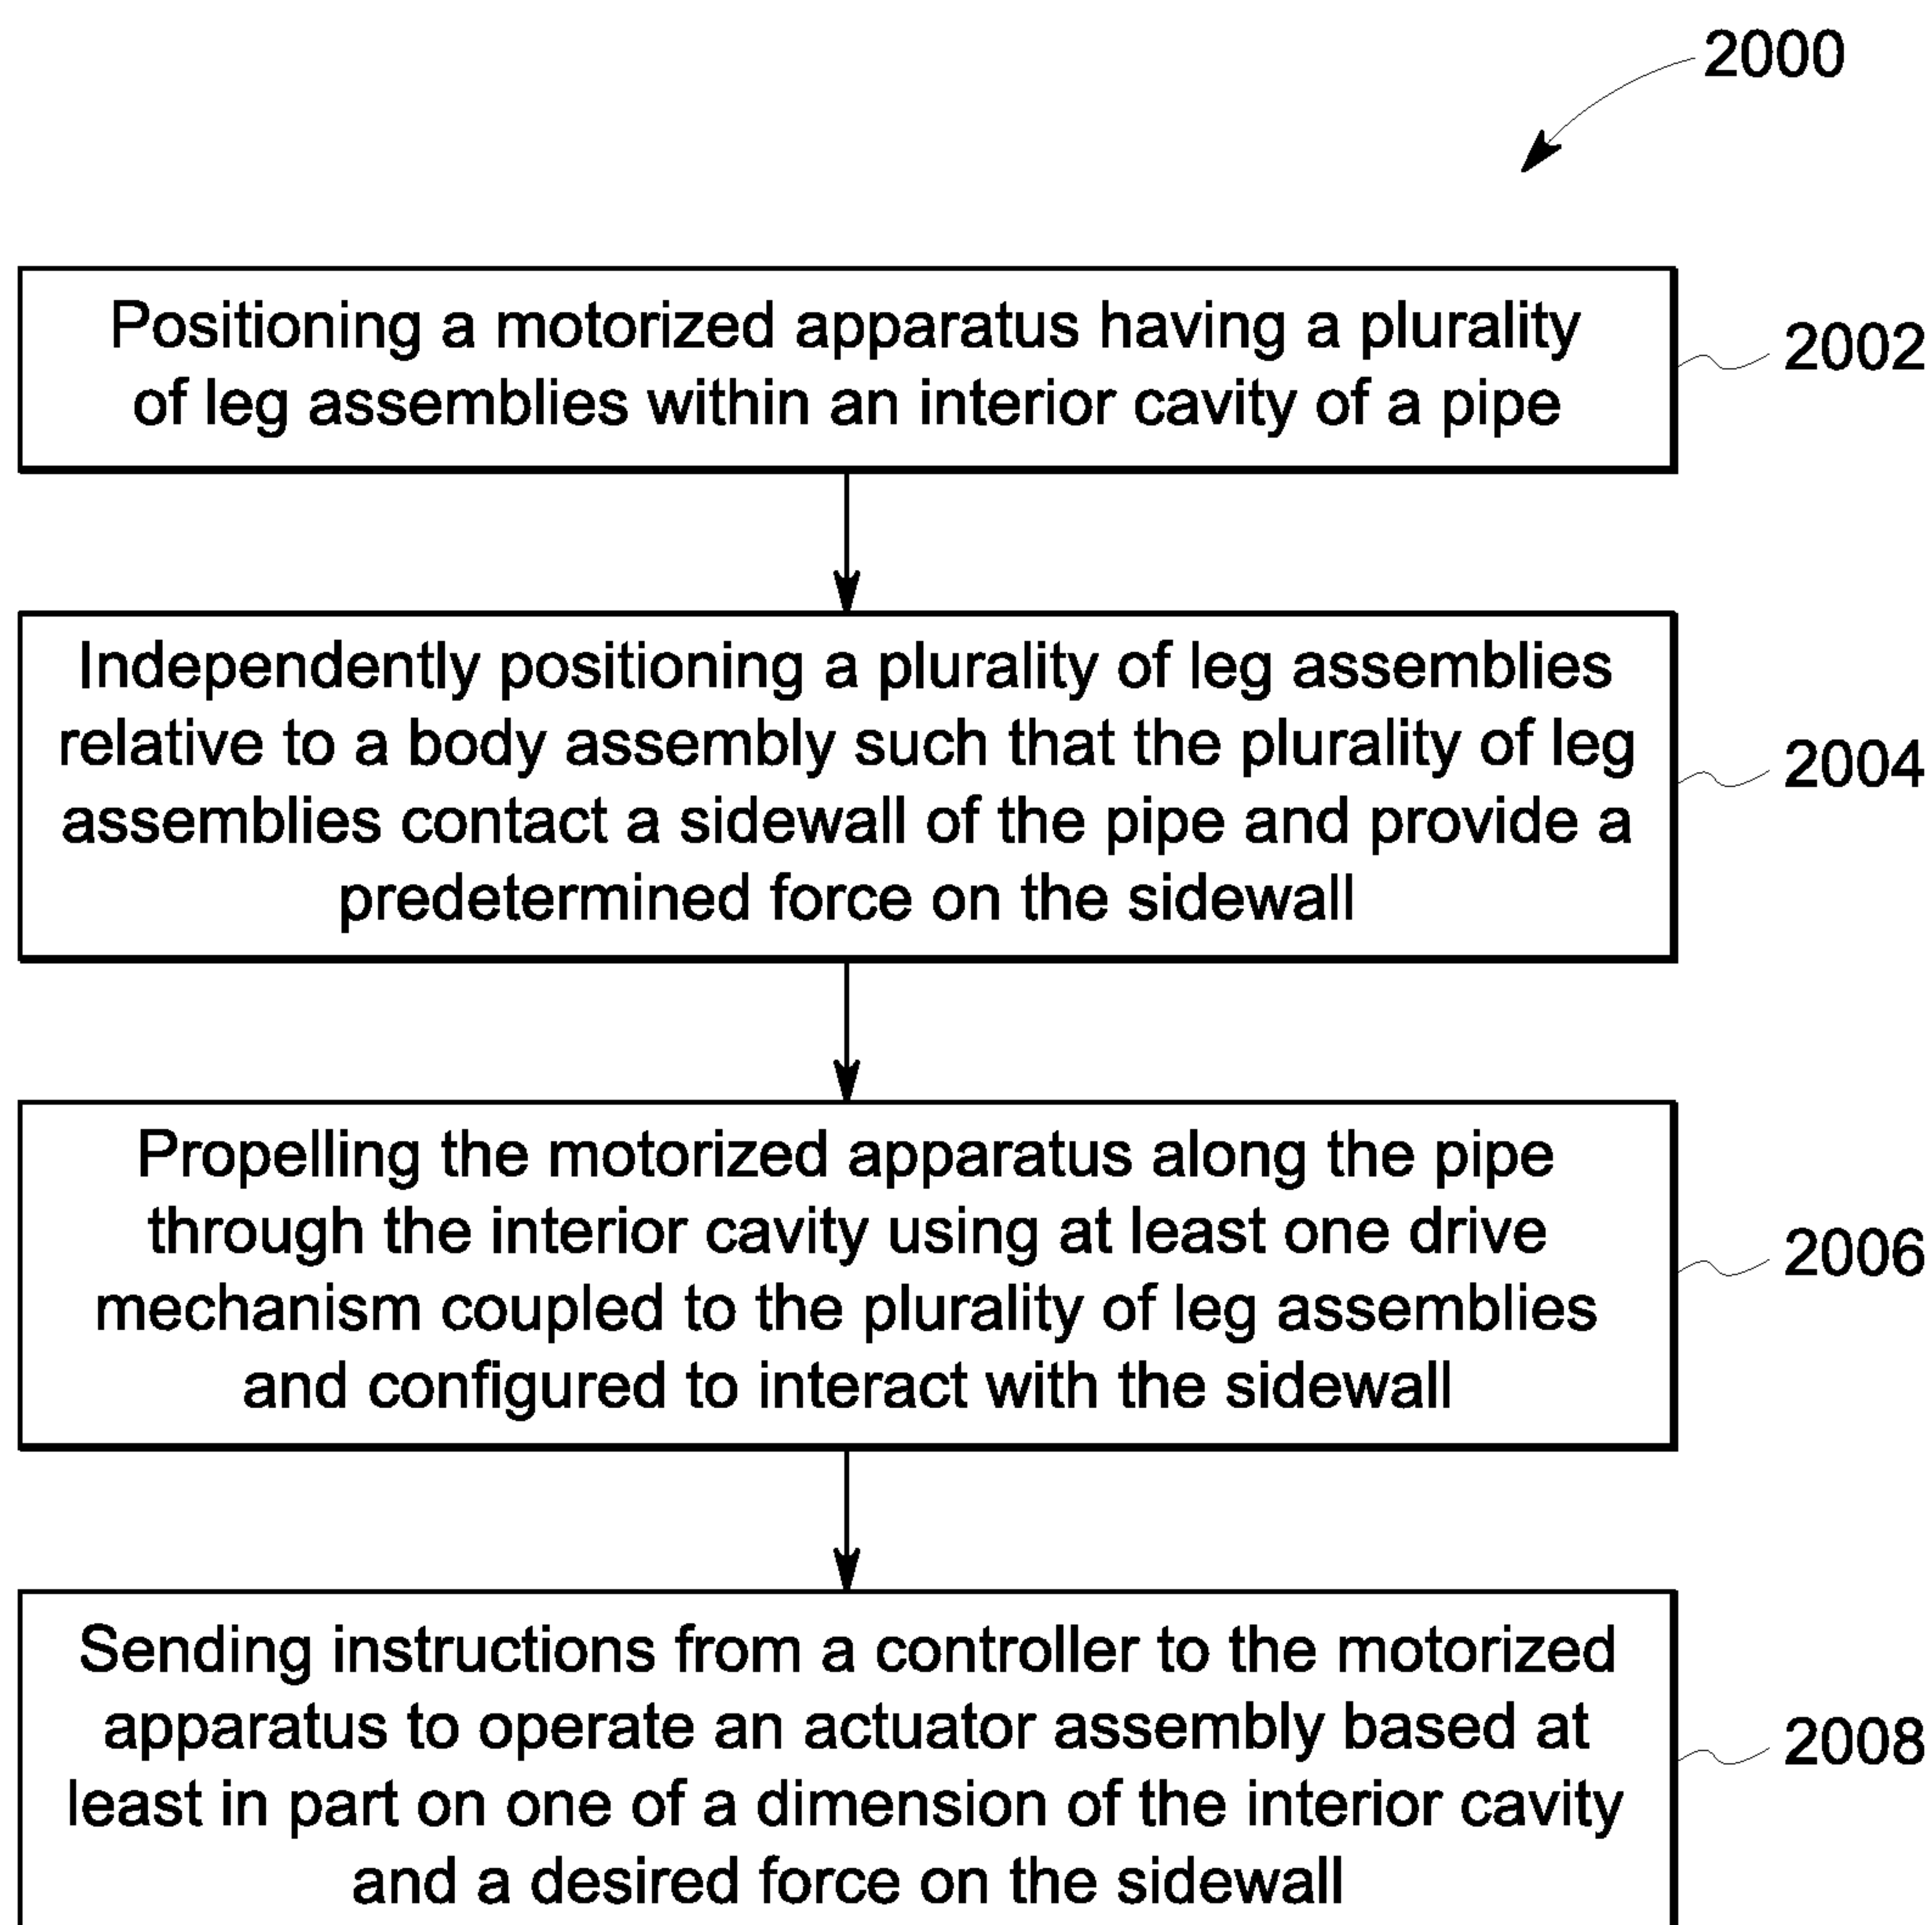 2000
Positioning a motorized apparatus having a plurality
of leg assemblies within an interior cavity of a pipe
2002
Independently positioning a plurality of leg assemblies
relative to a body assembly such that the plurality of leg
assemblies contact a sidewall of the pipe and provide a
predetermined force on the sidewall
2004
Propelling the motorized apparatus along the pipe
through the interior cavity using at least one drive
mechanism coupled to the plurality of leg assemblies
and configured to interact with the sidewall
2006
Sending instructions from a controller to the motorized
apparatus to operate an actuator assembly based at
least in part on one of a dimension of the interior cavity
and a desired force on the sidewall
2008